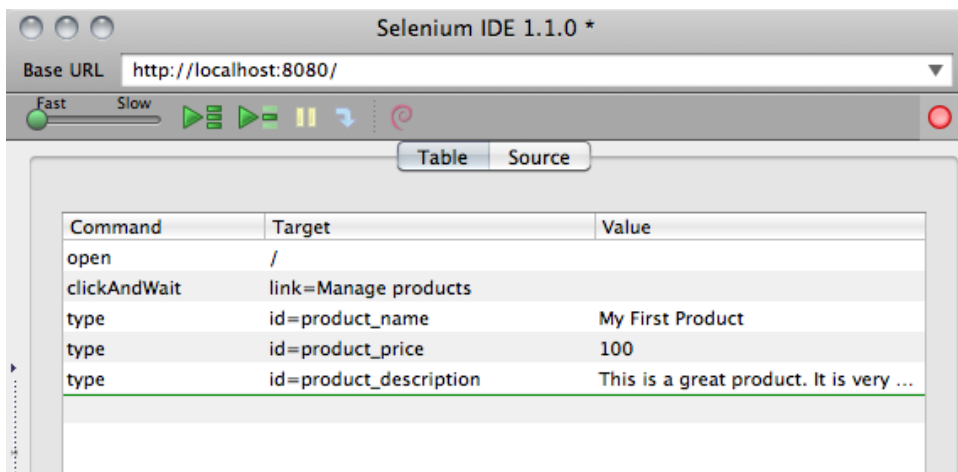 Selenium IDE 1.1.0 *
Base URL http://localhost:8080/
Fast Slow
Table Source
Command Target Value
open /
clickAndWait link=Manage products
type id=product_name My First Product
type id=product_price 100
type id=product_description This is a great product. It is very ...